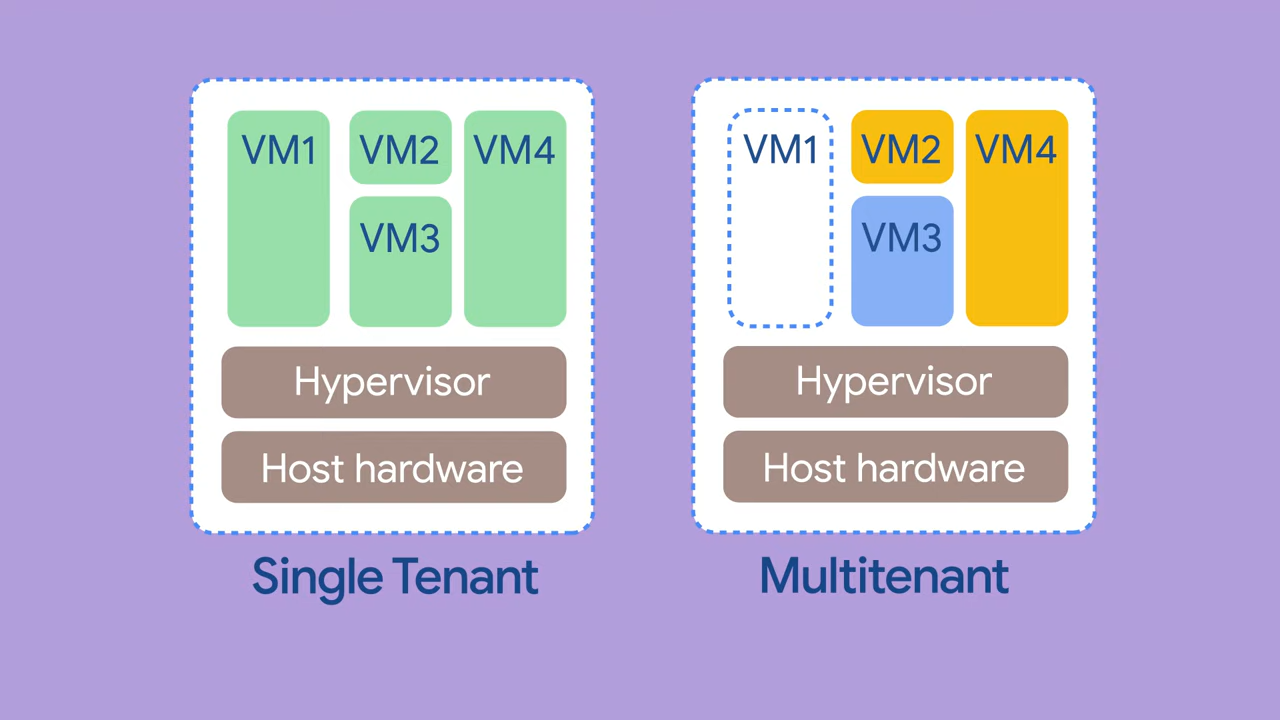 VM1 VM2 VM4
VM3
Hypervisor
Host hardware
Single Tenant
VM1 VM2 VM4
VM3
Hypervisor
Host hardware
Multitenant